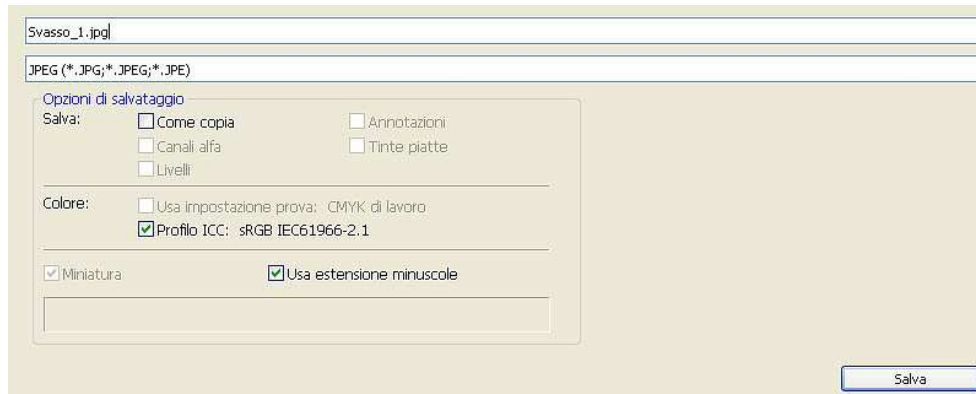 Svasso_1.jpg
JPEG (*.JPG;*.JPEG;*.JPE)
Opzioni di salvataggio
Salva: Come copia Annotazioni
Canali alfa Tinte piatte
Livelli
Colore: Usa impostazione prova: CMYK di lavoro
Profilo ICC: sRGB IEC61966-2.1
Miniatura Usa estensione minuscole
Salva